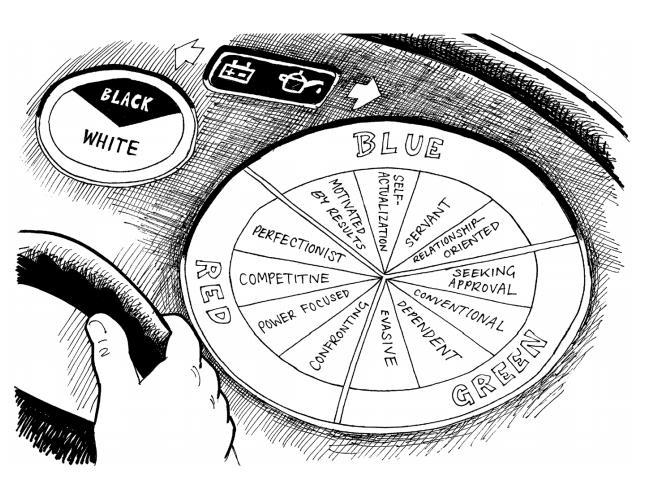 BLACK
WHITE
BLUE
MOTIVATED
BY RESULTS
SELF-
ACTUALIZATION
SERVANT
RELATIONSHIP-
ORIENTED
SEEKING
APPROVAL
CONVENTIONAL
DEPENDENT
EVASIVE
GREEN
CONFRONTING
POWER FOCUSED
COMPETITNE
PERFECTIONIST
RED